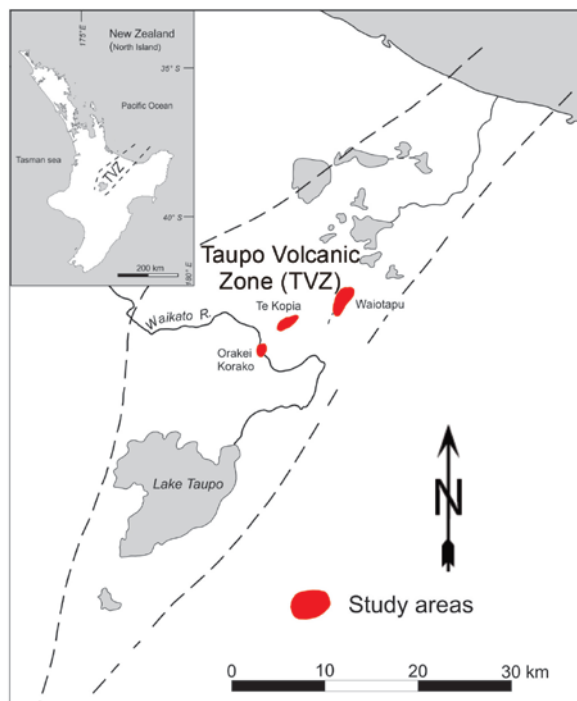 175°E
New Zealand
(North Island)
35° S
Pacific Ocean
Tasman sea
TVZ
40° S
200 km
180° E
Taupo Volcanic
Zone (TVZ)
Te Kopia
Waiotapu
Waikato R.
Orakei
Korako
Lake Taupo
N
Study areas
0
10
20
30 km